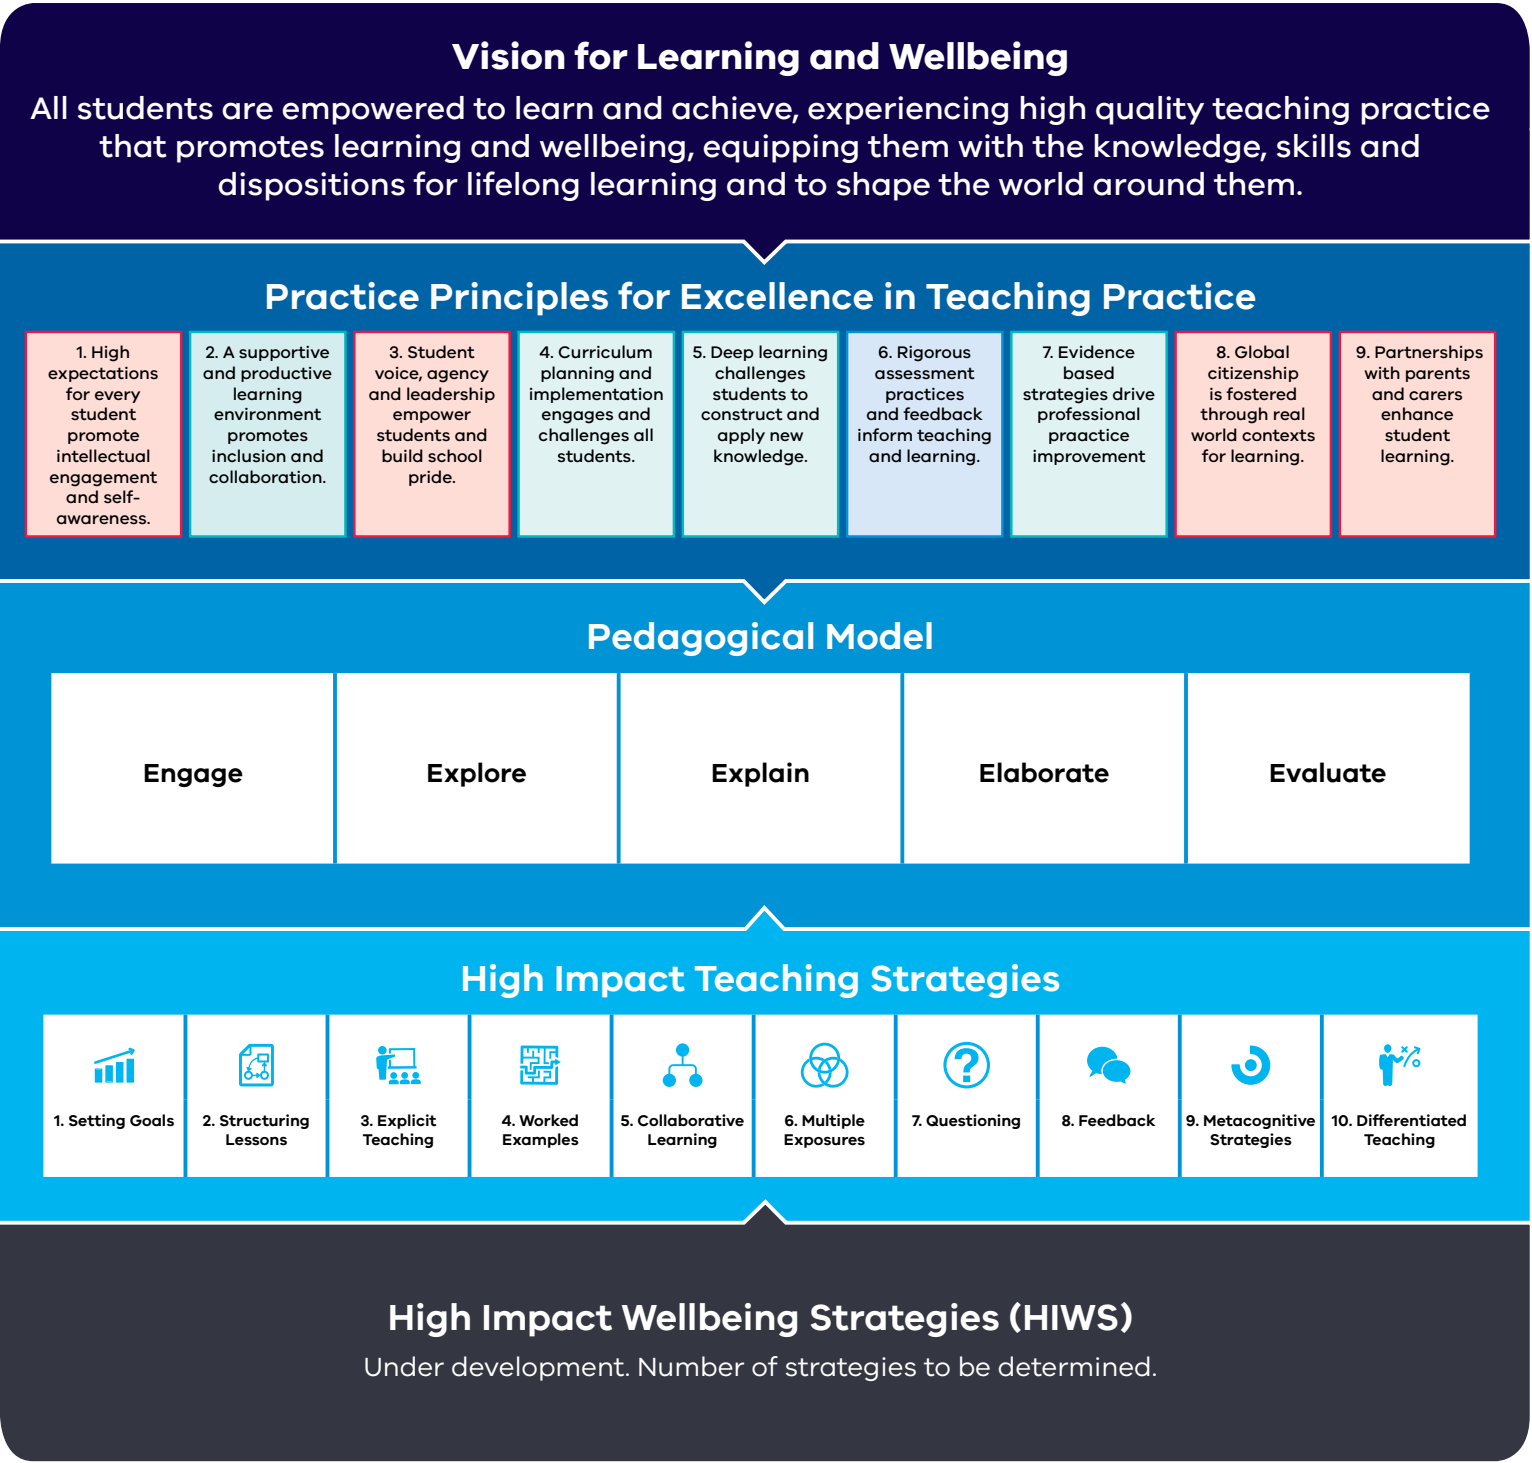 Vision for Learning and Wellbeing
All students are empowered to learn and achieve, experiencing high quality teaching practice
that promotes learning and wellbeing, equipping them with the knowledge, skills and
dispositions for lifelong learning and to shape the world around them.
Practice Principles for Excellence in Teaching Practice
1. High
expectations
for every
student
promote
intellectual
engagement
and self-
awareness.
2. A supportive
and productive
learning
environment
promotes
inclusion and
collaboration.
3. Student
voice, agency
and leadership
empower
students and
build school
pride.
4. Curriculum
planning and
implementation
engages and
challenges all
students.
5. Deep learning
challenges
students to
construct and
apply new
knowledge.
6. Rigorous
assessment
practices
and feedback
inform teaching
and learning.
7. Evidence
based
strategies drive
professional
praactice
improvement
8. Global
citizenship
is fostered
through real
world contexts
for learning.
9. Partnerships
with parents
and carers
enhance
student
learning.
Pedagogical Model
Engage
Explore
Explain
Elaborate
Evaluate
High Impact Teaching Strategies
1. Setting Goals
2. Structuring
Lessons
3. Explicit
Teaching
4. Worked
Examples
5. Collaborative
Learning
6. Multiple
Exposures
7. Questioning
8. Feedback
9. Metacognitive
Strategies
10. Differentiated
Teaching
High Impact Wellbeing Strategies (HIWS)
Under development. Number of strategies to be determined.